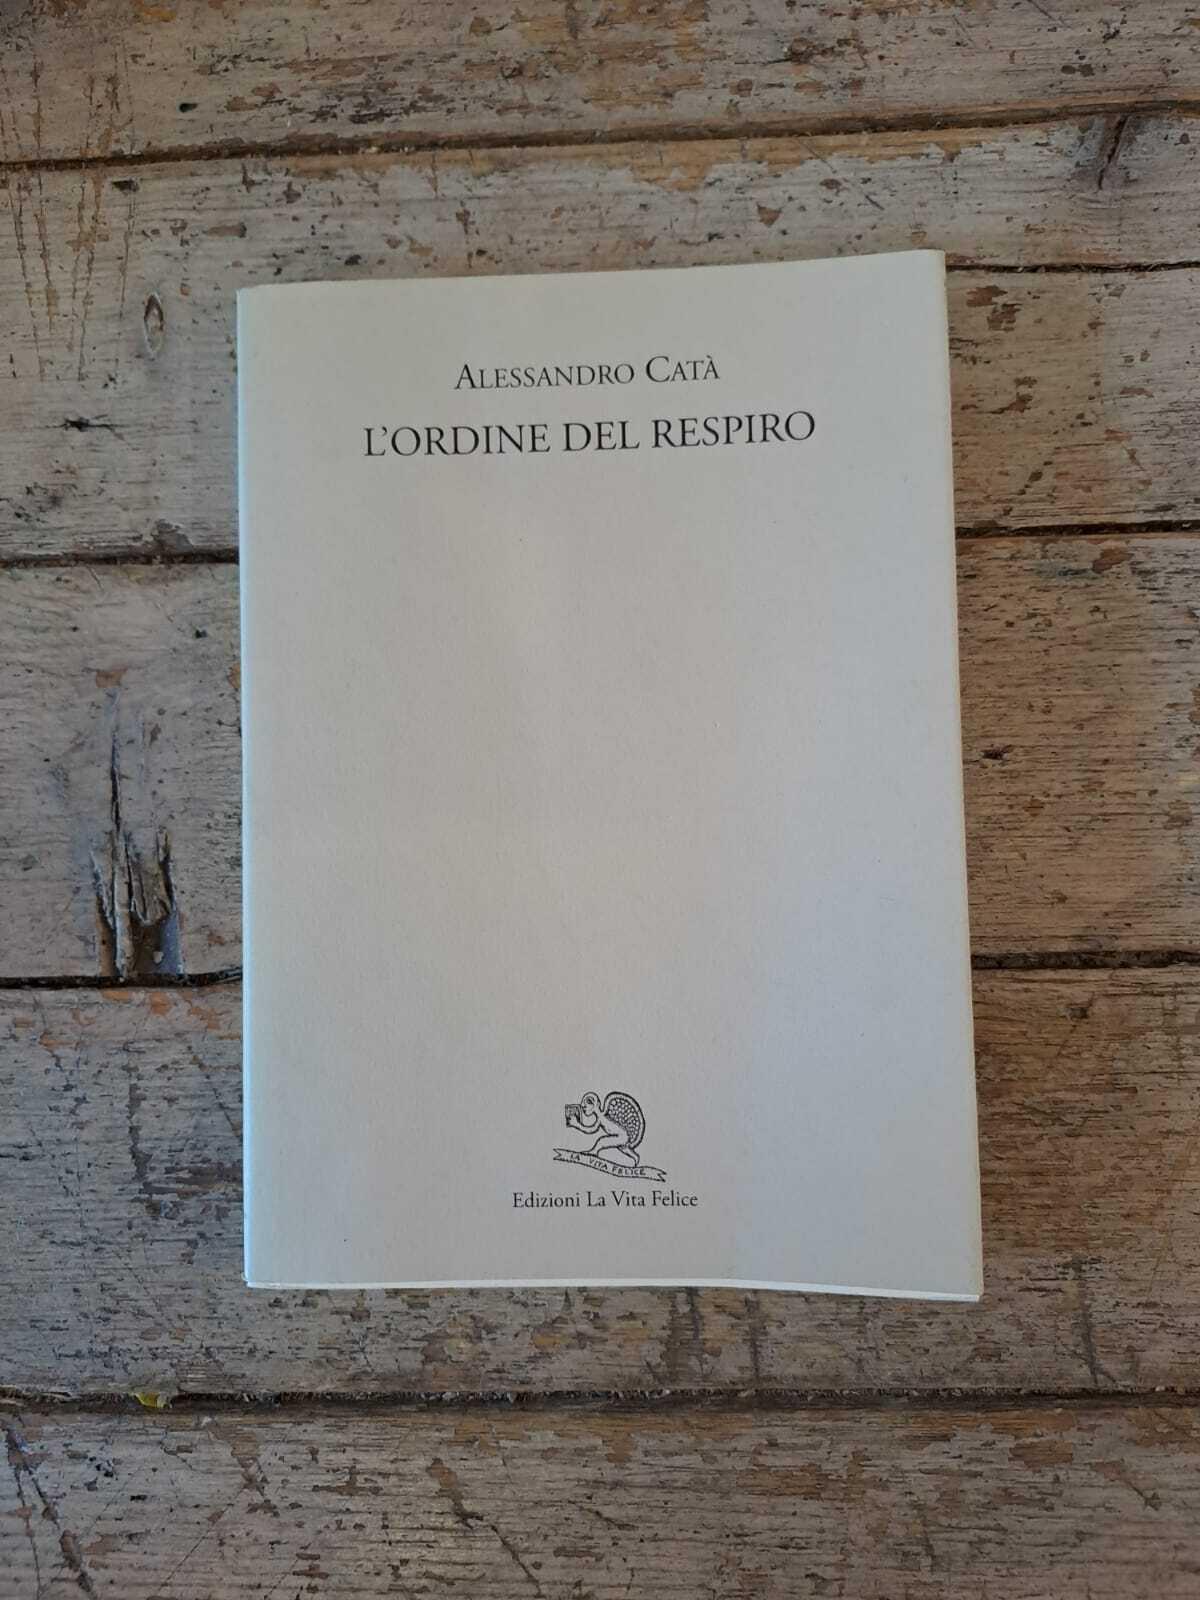 ALESSANDRO CATÀ
L'ORDINE DEL RESPIRO
LA VITA FELICE
Edizioni La Vita Felice